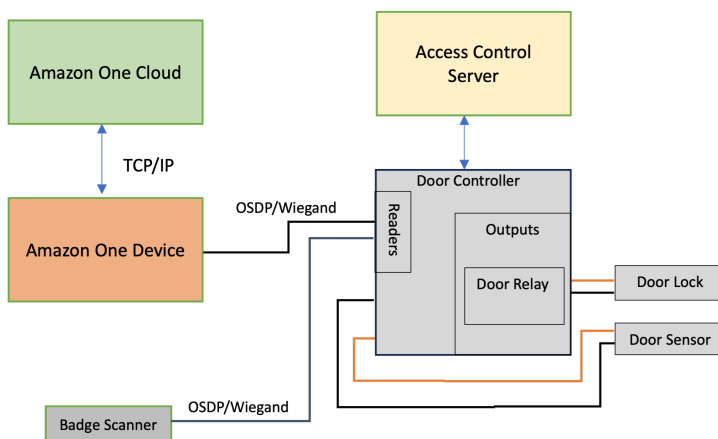 Amazon One Cloud
Access Control
Server
TCP/IP
Door Controller
OSDP/Wiegand
Readers
Amazon One Device
Outputs
Door Relay
Door Lock
Door Sensor
OSDP/Wiegand
Badge Scanner